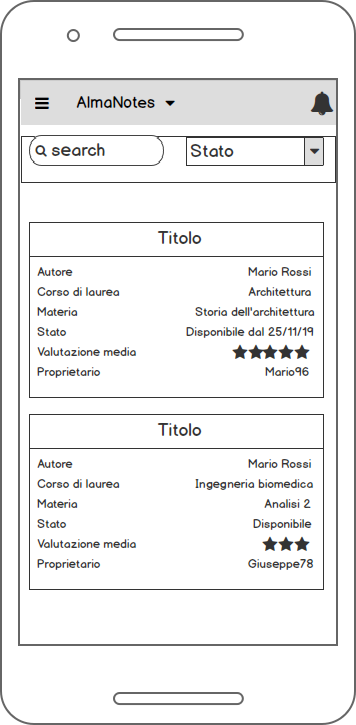 AlmaNotes
search Stato
Titolo
Autore Mario Rossi
Corso di laurea Architettura
Materia Storia dell'architettura
Stato Disponibile dal 25/11/19
Valutazione media
Proprietario Mario96
Titolo
Autore Mario Rossi
Corso di laurea Ingegneria biomedica
Materia Analisi 2
Stato Disponibile
Valutazione media
Proprietario Giuseppe78